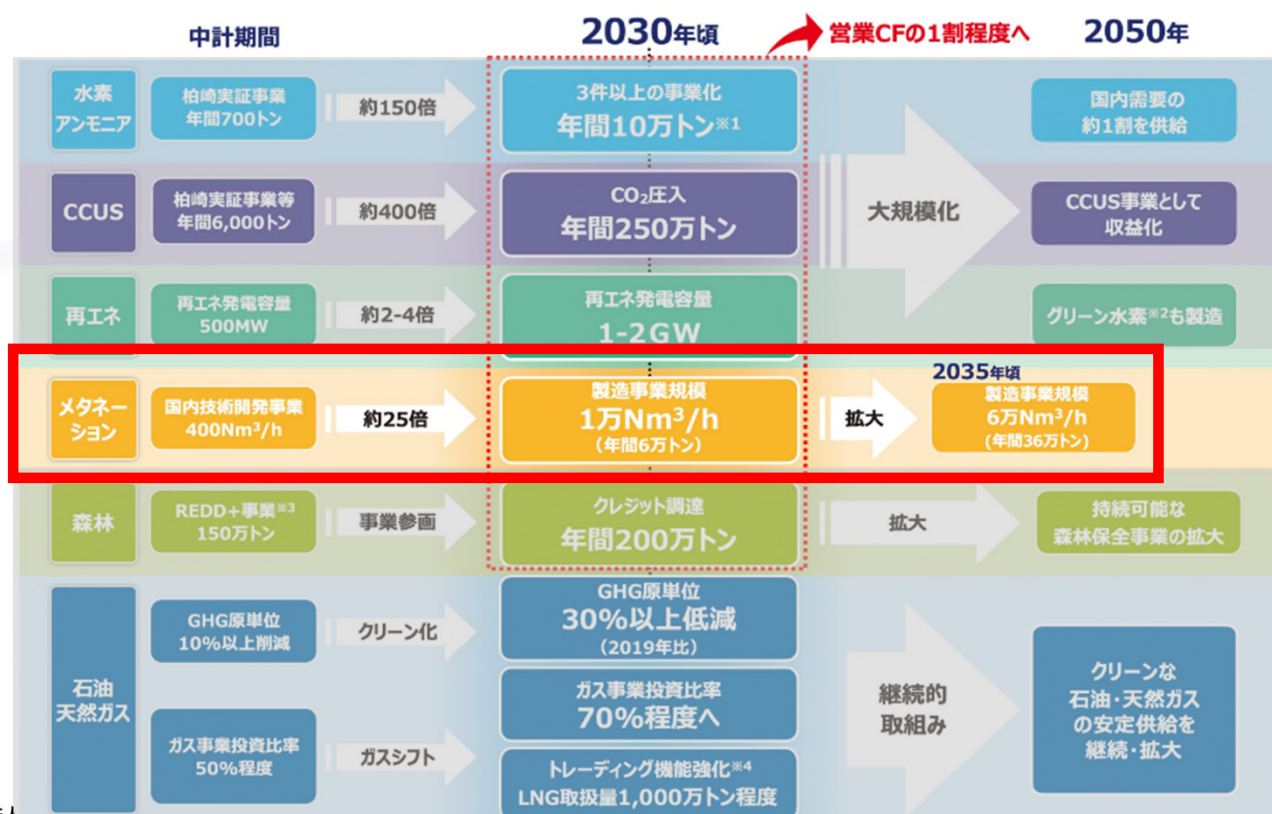 中計期間
2030年頃
営業CFの1割程度へ
2050年
水素
アンモニア
柏崎実証事業
年間700トン
約150倍
3件以上の事業化
年間10万トン※1
国内需要の
約1割を供給
CCUS
柏崎実証事業等
年間6,000トン
約400倍
CO₂圧入
年間250万トン
大規模化
CCUS事業として
収益化
再エネ
再エネ発電容量
500MW
約2-4倍
再エネ発電容量
1-2GW
グリーン水素※2も製造
メタネー
ション
国内技術開発事業
400Nm³/h
約25倍
製造事業規模
1万Nm³/h
(年間6万トン)
拡大
2035年頃
製造事業規模
6万Nm³/h
(年間36万トン)
森林
REDD+事業※3
150万トン
事業参画
クレジット調達
年間200万トン
拡大
持続可能な
森林保全事業の拡大
石油
天然ガス
GHG原単位
10%以上削減
クリーン化
GHG原単位
30%以上低減
(2019年比)
ガス事業投資比率
50%程度
ガスシフト
ガス事業投資比率
70%程度へ
トレーディング機能強化※4
LNG取扱量1,000万トン程度
継続的
取組み
クリーンな
石油・天然ガス
の安定供給を
継続・拡大